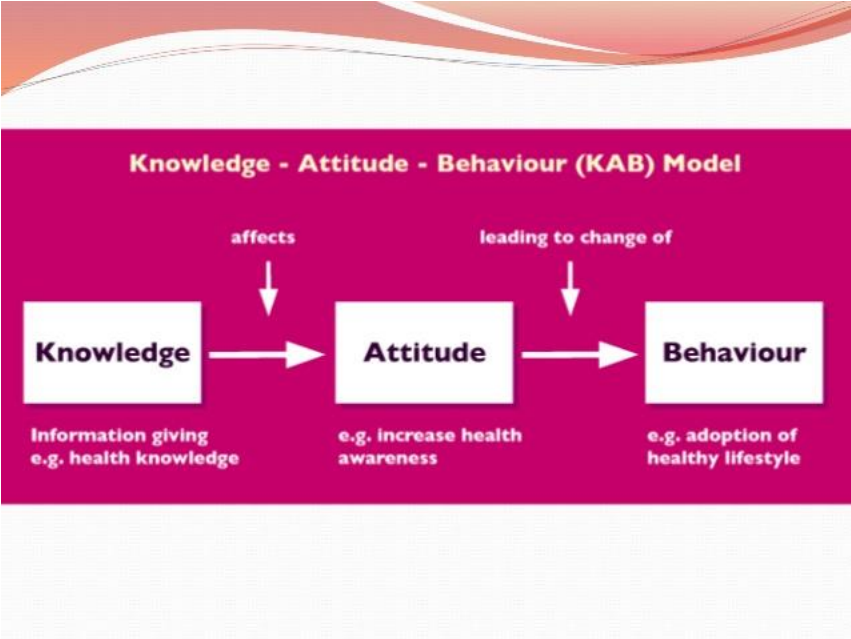 Knowledge - Attitude - Behaviour (KAB) Model
affects
leading to change of
Knowledge
Attitude
Behaviour
Information giving
e.g. health knowledge
e.g. increase health
awareness
e.g. adoption of
healthy lifestyle